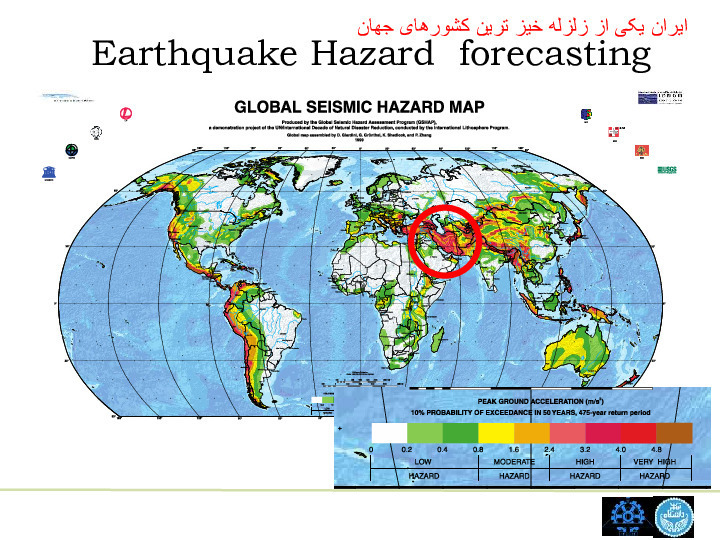 ایران یکی از زلزله خیز ترین کشورهای جهان
Earthquake Hazard forecasting
GLOBAL SEISMIC HAZARD MAP
Produced by the Global Seismic Hazard Assessment Program (GSHAP),
a demonstration project of the UN/International Decade of Natural Disaster Reduction, conducted by the International Lithosphere Program.
Global map assembled by D. Giardini, G. Grünthal, K. Shedlock, and P. Zhang
1999
PEAK GROUND ACCELERATION (m/s²)
10% PROBABILITY OF EXCEEDANCE IN 50 YEARS, 475-year return period
0 0.2 0.4 0.8 1.6 2.4 3.2 4.0 4.8
LOW MODERATE HIGH VERY HIGH
HAZARD HAZARD HAZARD HAZARD